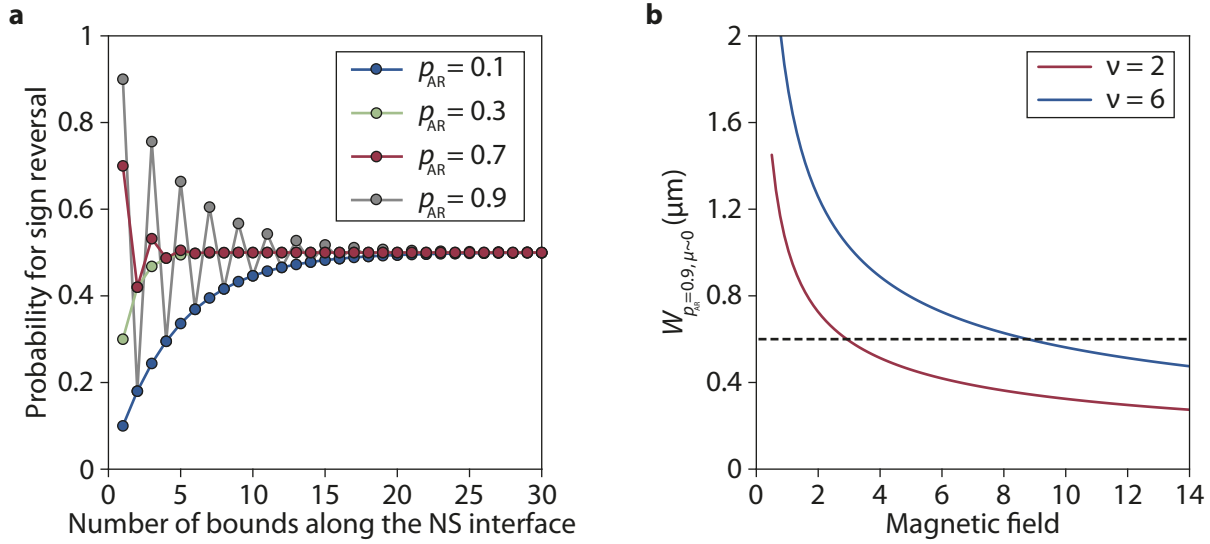 a
Probability for sign reversal
1
0.8
0.6
0.4
0.2
0
0 5 10 15 20 25 30
Number of bounds along the NS interface
p_AR = 0.1
p_AR = 0.3
p_AR = 0.7
p_AR = 0.9
b
W_{p_AR=0.9, μ~0} (μm)
2
1.6
1.2
0.8
0.4
0
0 2 4 6 8 10 12 14
Magnetic field
ν = 2
ν = 6